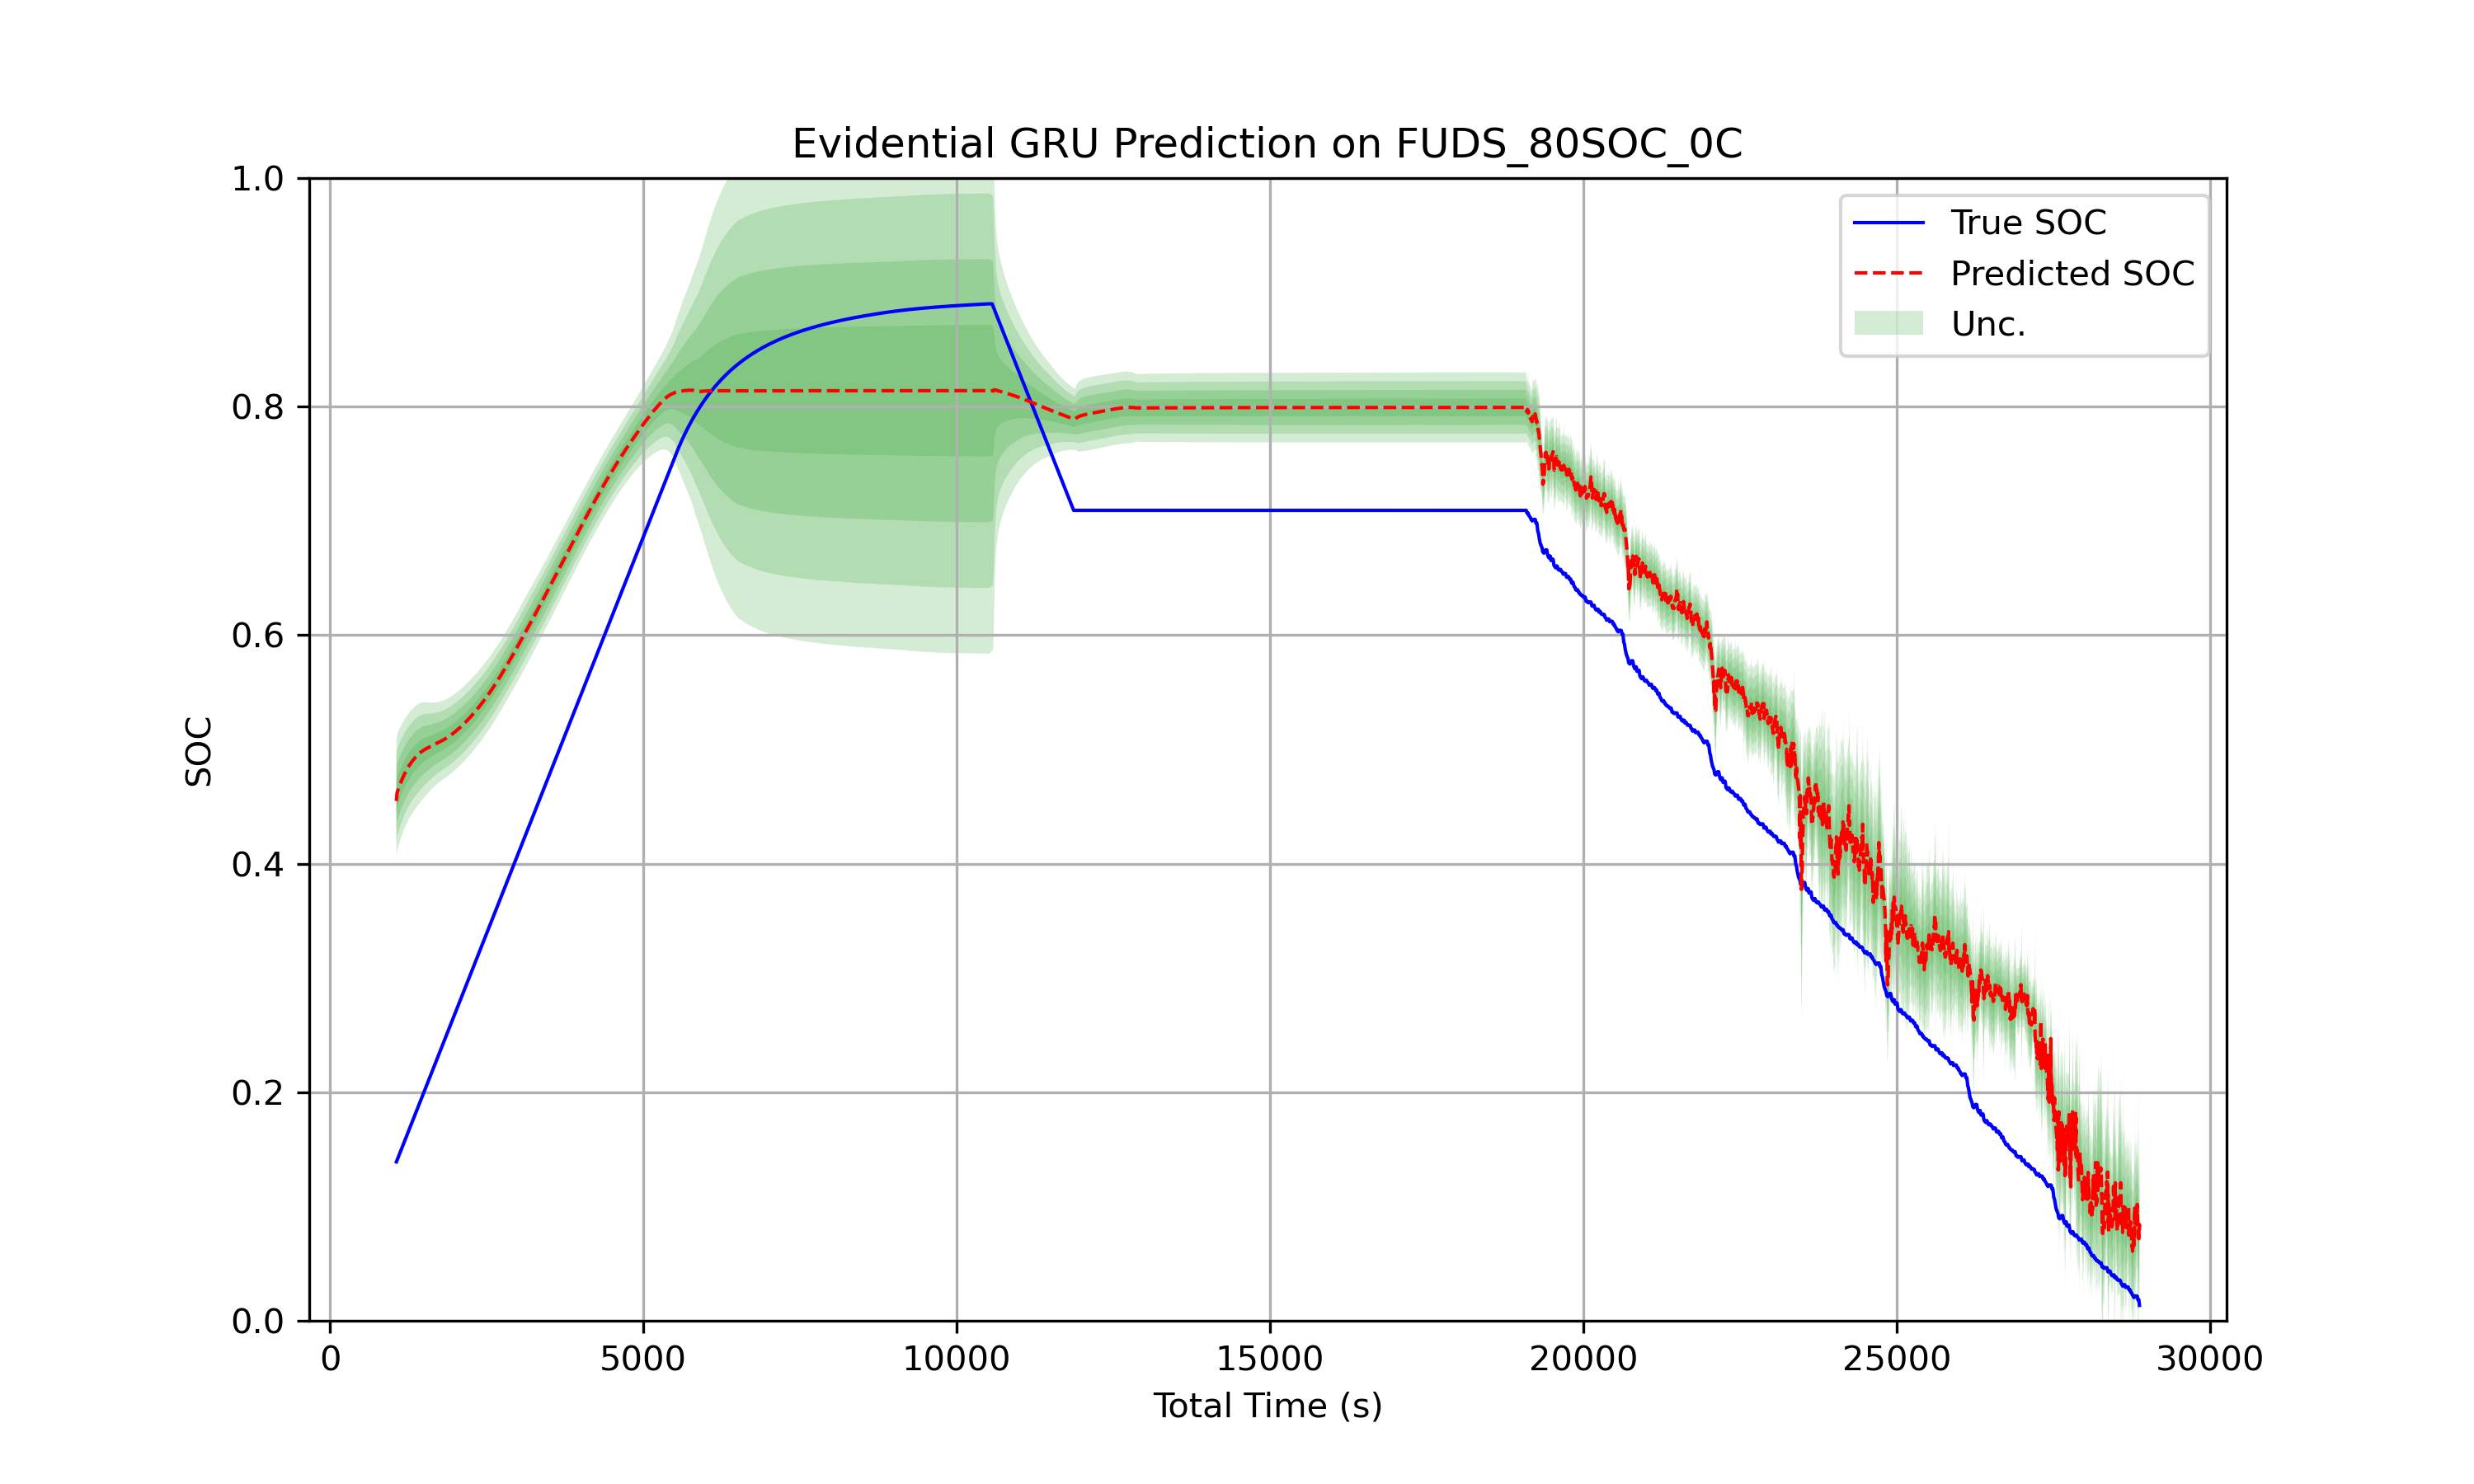 Evidential GRU Prediction on FUDS_80SOC_0C
True SOC
Predicted SOC
Unc.
SOC
1.0
0.8
0.6
0.4
0.2
0.0
0
5000
10000
15000
20000
25000
30000
Total Time (s)